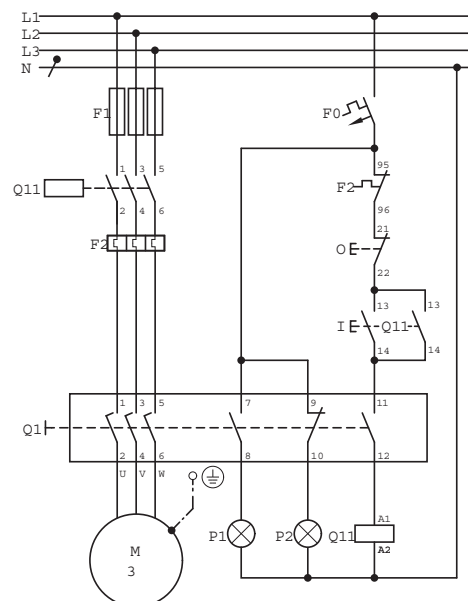 L1
L2
L3
N
F1
F0
1 3 5
Q11
2 4 6
95
F2
96
F2
21
O
22
13 13
I Q11
14 14
1 3 5 7 9 11
Q1
2 4 6 8 10 12
U V W
M
3
P1 P2 Q11 A1
A2